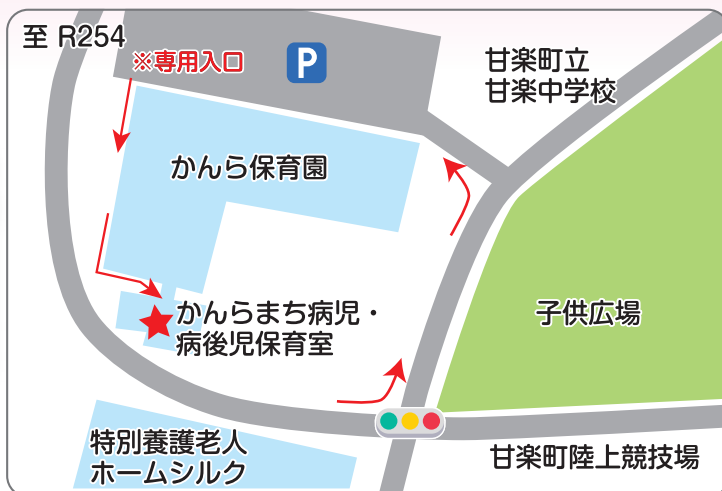 至 R254
※専用入口
P
甘楽町立
甘楽中学校
かんら保育園
かんらまち病児・
病後児保育室
子供広場
特別養護老人
ホームシルク
甘楽町陸上競技場